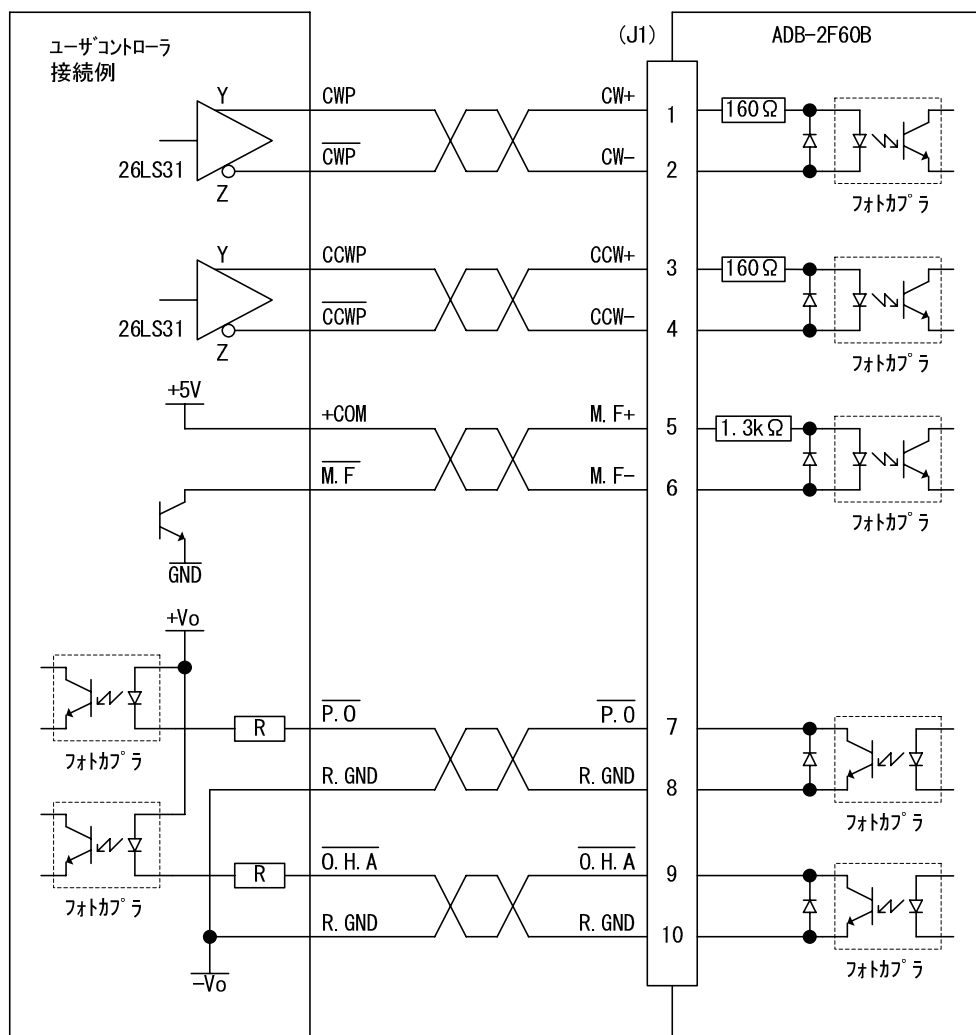 ユーザコントローラ
接続例
(J1)
ADB-2F60B
Y
CWP
CW+
1
160Ω
26LS31
C̅W̅P̅
CW-
2
Z
フォトカプラ
Y
CCWP
CCW+
3
160Ω
26LS31
C̅C̅W̅P̅
CCW-
4
Z
フォトカプラ
+5V
+COM
M.F+
5
1.3kΩ
M̅.̅F̅
M.F-
6
フォトカプラ
GND
+Vo
P̅.̅O̅
P̅.̅O̅
7
R
フォトカプラ
R.GND
R.GND
8
フォトカプラ
O̅.̅H̅.̅A̅
O̅.̅H̅.̅A̅
9
R
フォトカプラ
R.GND
R.GND
10
フォトカプラ
-Vo